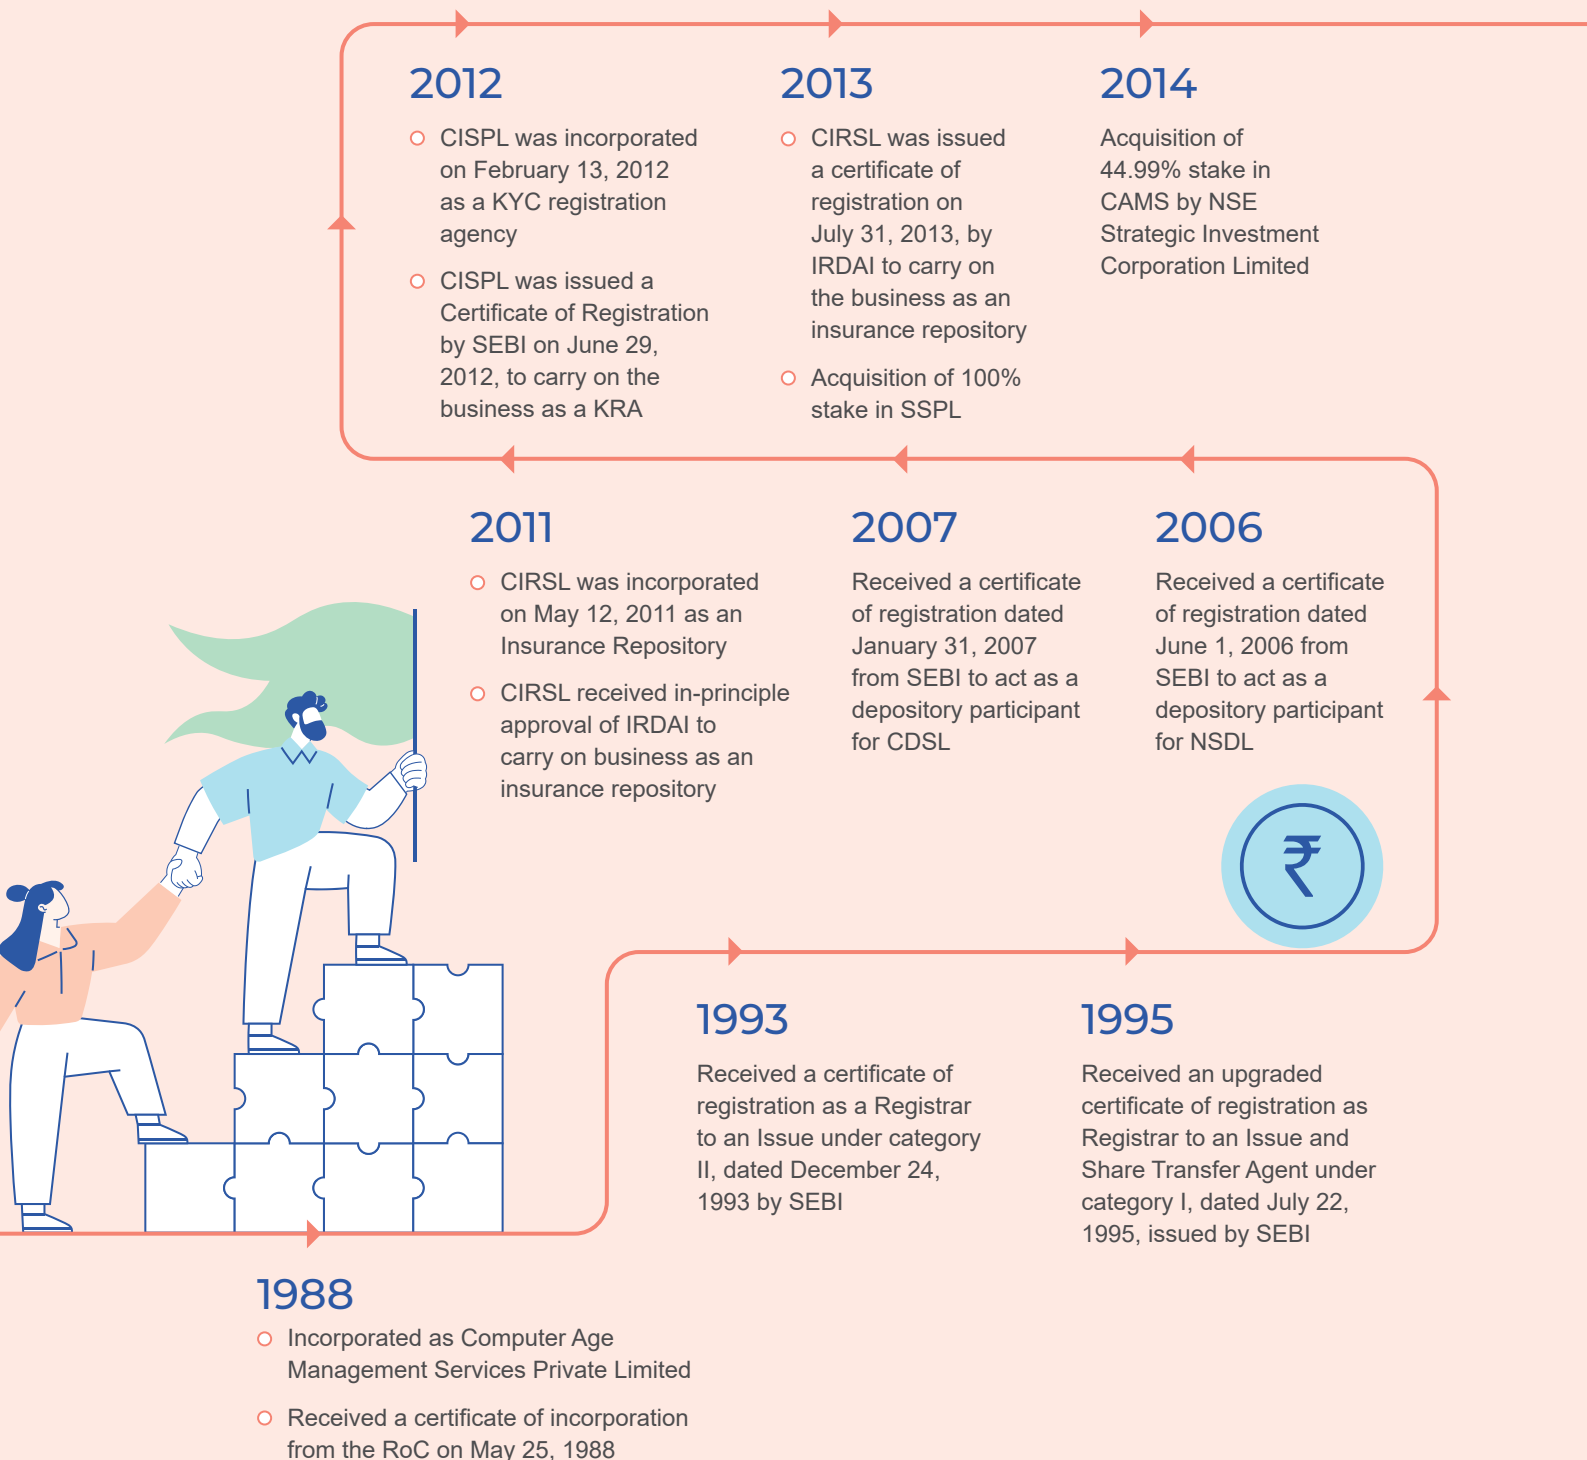 2012
CISPL was incorporated
on February 13, 2012
as a KYC registration
agency
CISPL was issued a
Certificate of Registration
by SEBI on June 29,
2012, to carry on the
business as a KRA
2013
CIRSL was issued
a certificate of
registration on
July 31, 2013, by
IRDAI to carry on
the business as an
insurance repository
Acquisition of 100%
stake in SSPL
2014
Acquisition of
44.99% stake in
CAMS by NSE
Strategic Investment
Corporation Limited
2011
CIRSL was incorporated
on May 12, 2011 as an
Insurance Repository
CIRSL received in-principle
approval of IRDAI to
carry on business as an
insurance repository
2007
Received a certificate
of registration dated
January 31, 2007
from SEBI to act as a
depository participant
for CDSL
2006
Received a certificate
of registration dated
June 1, 2006 from
SEBI to act as a
depository participant
for NSDL
₹
1993
Received a certificate of
registration as a Registrar
to an Issue under category
II, dated December 24,
1993 by SEBI
1995
Received an upgraded
certificate of registration as
Registrar to an Issue and
Share Transfer Agent under
category I, dated July 22,
1995, issued by SEBI
1988
Incorporated as Computer Age
Management Services Private Limited
Received a certificate of incorporation
from the RoC on May 25, 1988